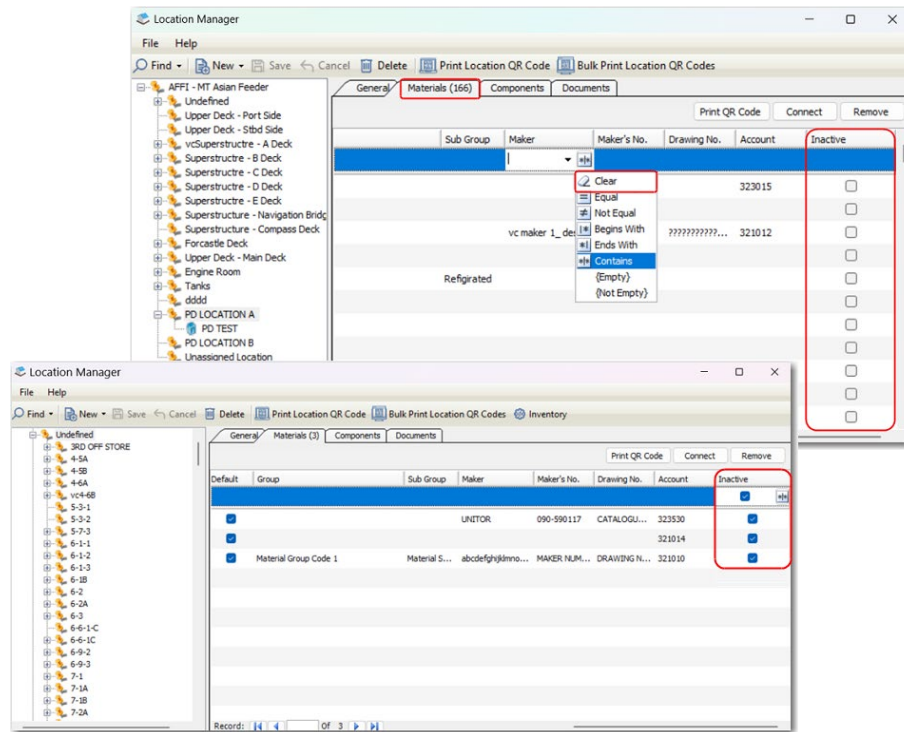 Location Manager
File Help
Find New Save Cancel Delete Print Location QR Code Bulk Print Location QR Codes
AFFI - MT Asian Feeder
Undefined
Upper Deck - Port Side
Upper Deck - Stbd Side
vcSuperstructre - A Deck
Superstructre - B Deck
Superstructre - C Deck
Superstructre - D Deck
Superstructre - E Deck
Superstructure - Navigation Bridg
Superstructure - Compass Deck
Forcastle Deck
Upper Deck - Main Deck
Engine Room
Tanks
dddd
PD LOCATION A
PD TEST
PD LOCATION B
Unassigned Location
General Materials (166) Components Documents
Print QR Code Connect Remove
Sub Group Maker Maker's No. Drawing No. Account Inactive
323015
vc maker 1_des ???????????... 321012
Refigirated
Clear
Equal
Not Equal
Begins With
Ends With
Contains
{Empty}
{Not Empty}
Location Manager
File Help
Find New Save Cancel Delete Print Location QR Code Bulk Print Location QR Codes Inventory
Undefined
3RD OFF STORE
4-5A
4-5B
4-6A
vc4-6B
5-3-1
5-3-2
5-7-3
6-1-1
6-1-2
6-1-3
6-1B
6-2
6-2A
6-3
6-6-1-C
6-6-1C
6-9-2
6-9-3
7-1
7-1A
7-1B
7-2A
General Materials (3) Components Documents
Print QR Code Connect Remove
Default Group Sub Group Maker Maker's No. Drawing No. Account Inactive
UNITOR 090-590117 CATALOGU... 323530
321014
Material Group Code 1 Material S... abcdefghijklmno... MAKER NUM... DRAWING N... 321010
Record: Of 3